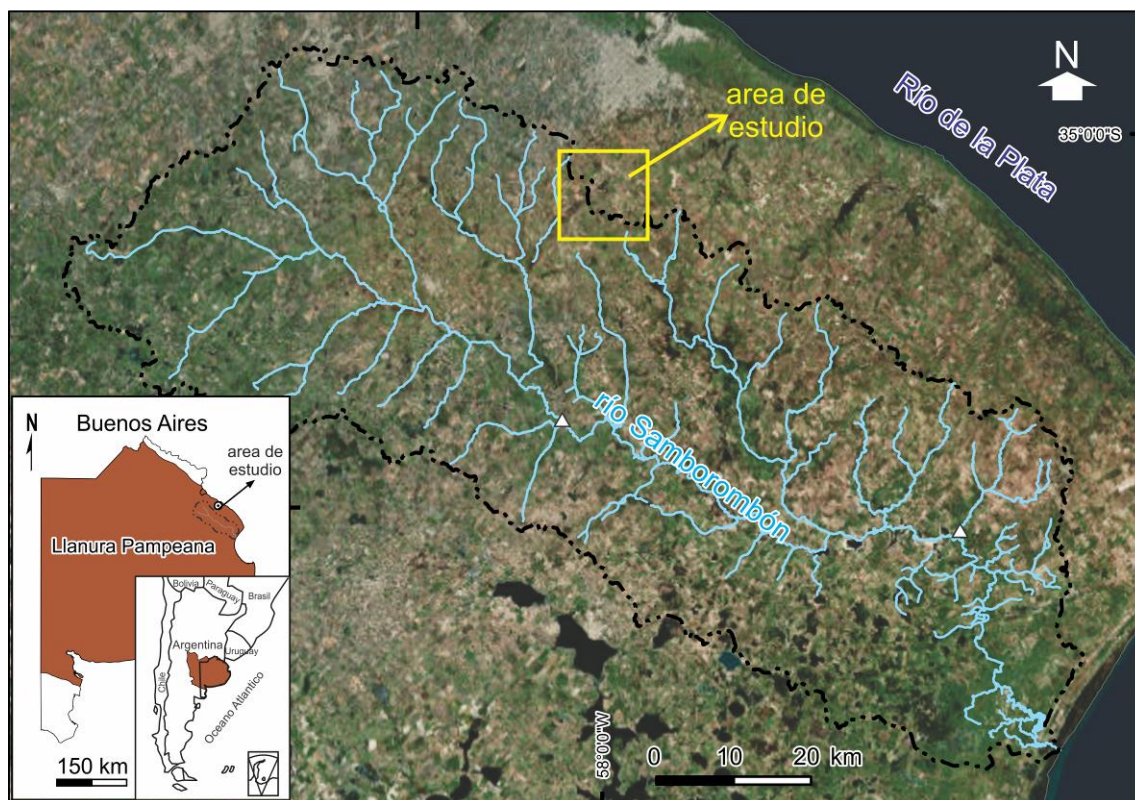 N
area de
estudio
Río de la Plata
35°0'0"S
río Samborombón
N
Buenos Aires
area de
estudio
Llanura Pampeana
Bolivia
Paraguay
Brasil
Argentina
Uruguay
Chile
Oceano Atlantico
150 km
58°0'0"W
0 10 20 km